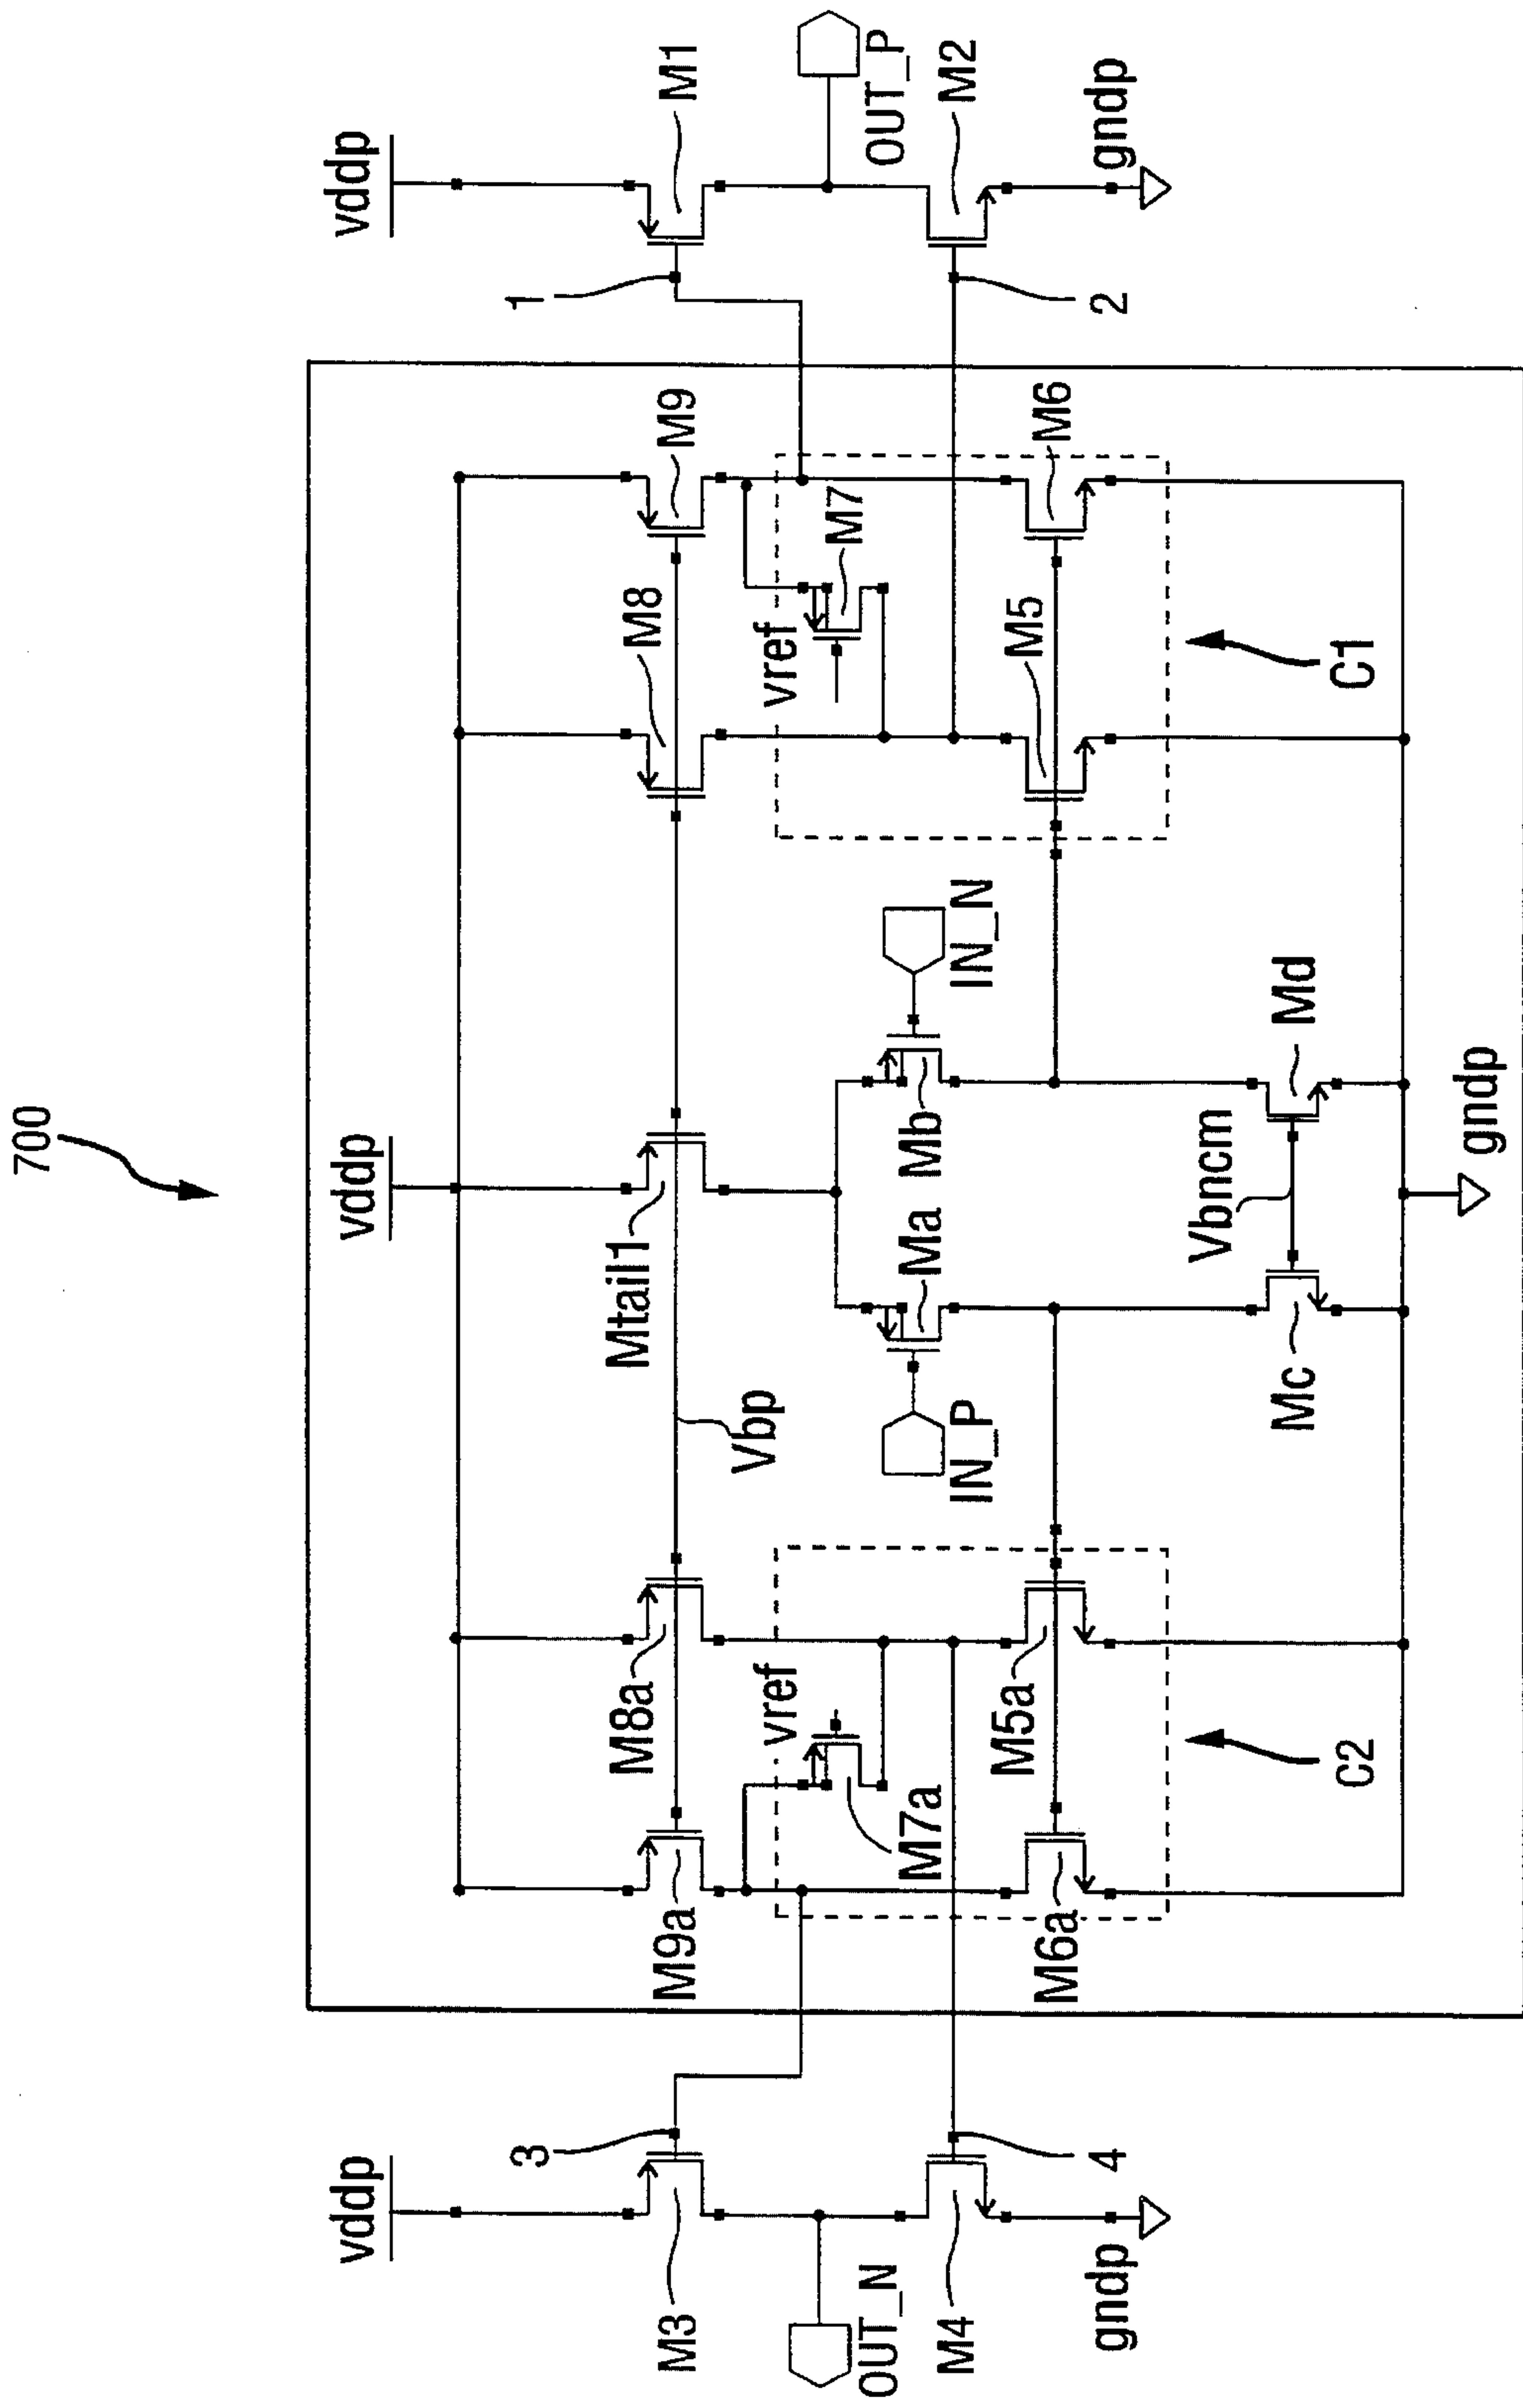 700
vddp
vddp
vddp
M9a
M8a
Mtail1
M8
M9
3
1
M3
M1
Vbp
vref
vref
M7
M7a
IN_P
Ma
Mb
IN_N
OUT_N
OUT_P
M4
M2
4
2
M6a
M5a
M5
M6
gndp
gndp
C2
C1
Mc
Vbncm
Md
gndp